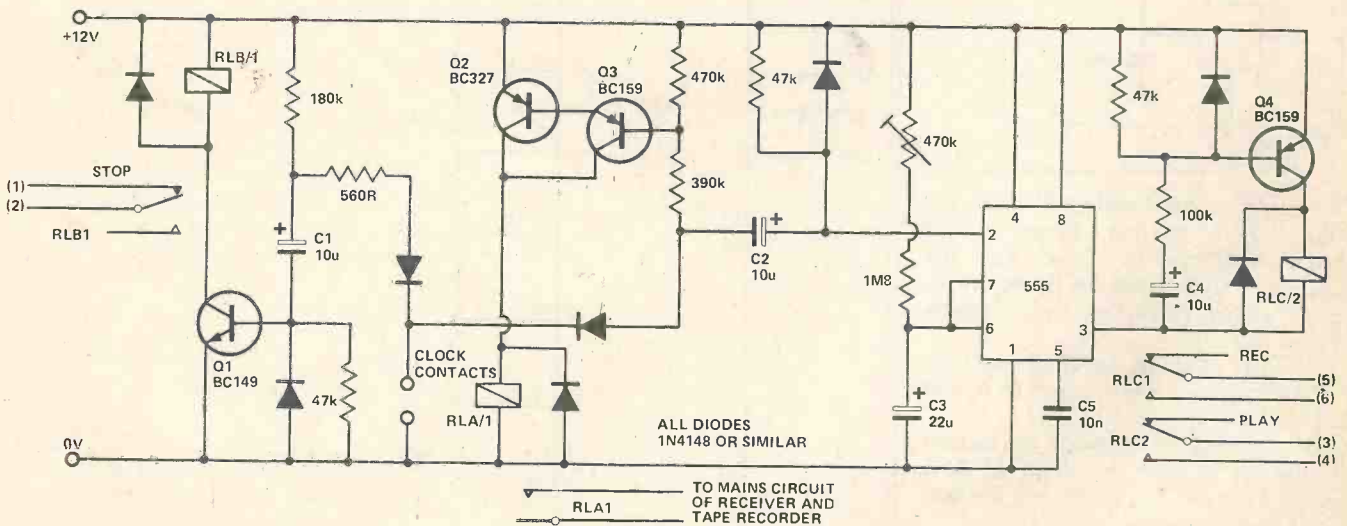 +12V
RLB/1
180k
STOP
(1)
(2)
RLB1
560R
+
C1
10u
Q1
BC149
47k
0V
CLOCK
CONTACTS
Q2
BC327
Q3
BC159
470k
390k
RLA/1
+
C2
10u
47k
470k
1M8
+
C3
22u
4
8
2
7
6
555
3
1
5
C5
10n
47k
Q4
BC159
100k
+
C4
10u
RLC/2
REC
RLC1
(5)
(6)
PLAY
RLC2
(3)
(4)
ALL DIODES
1N4148 OR SIMILAR
RLA1
TO MAINS CIRCUIT
OF RECEIVER AND
TAPE RECORDER